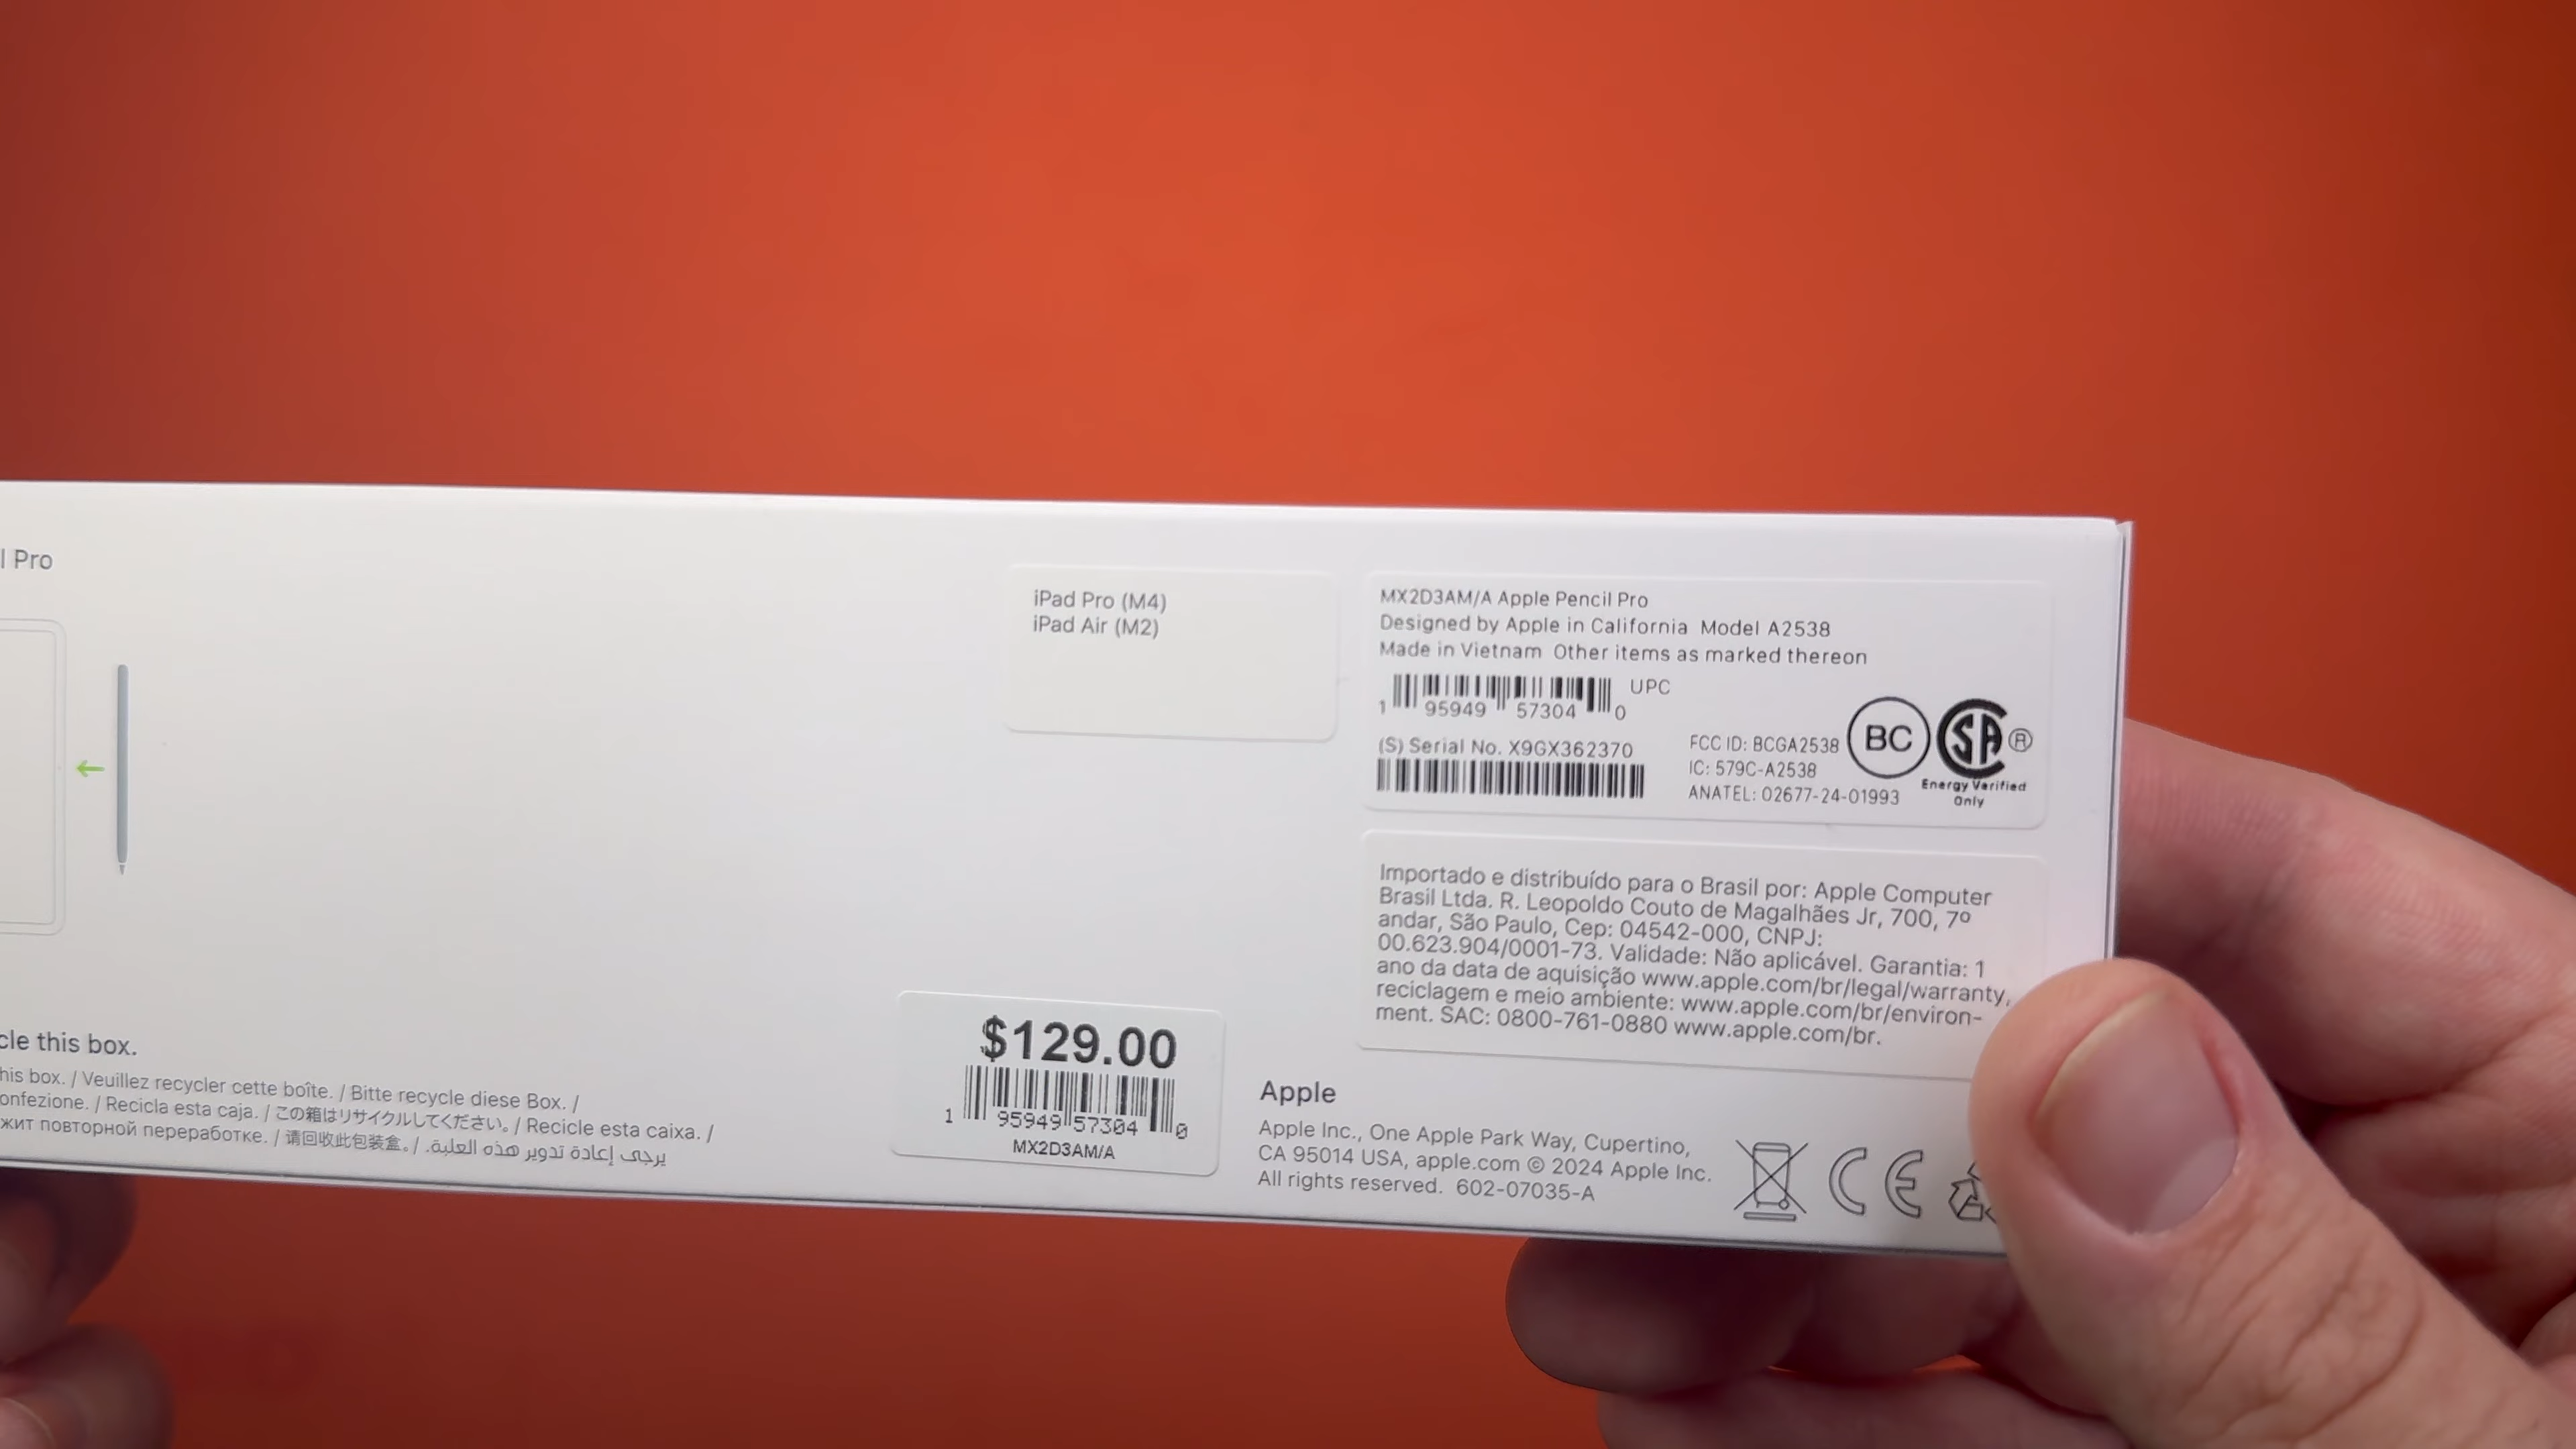 l Pro
iPad Pro (M4)
iPad Air (M2)
MX2D3AM/A Apple Pencil Pro
Designed by Apple in California Model A2538
Made in Vietnam Other items as marked thereon
UPC
1 95949 57304 0
(S) Serial No. X9GX362370
FCC ID: BCGA2538
IC: 579C-A2538
ANATEL: 02677-24-01993
BC
SA ®
Energy Verified
Only
Importado e distribuído para o Brasil por: Apple Computer
Brasil Ltda. R. Leopoldo Couto de Magalhães Jr, 700, 7º
andar, São Paulo, Cep: 04542-000, CNPJ:
00.623.904/0001-73. Validade: Não aplicável. Garantia: 1
ano da data de aquisição www.apple.com/br/legal/warranty,
reciclagem e meio ambiente: www.apple.com/br/environ-
ment. SAC: 0800-761-0880 www.apple.com/br.
cle this box.
his box. / Veuillez recycler cette boîte. / Bitte recycle diese Box. /
onfezione. / Recicla esta caja. / この箱はリサイクルしてください。 / Recicle esta caixa. /
жит повторной переработке. / 请回收此包装盒。 / يرجى إعادة تدوير هذه العلبة.
$129.00
1 95949 57304 0
MX2D3AM/A
Apple
Apple Inc., One Apple Park Way, Cupertino,
CA 95014 USA, apple.com © 2024 Apple Inc.
All rights reserved. 602-07035-A
CE